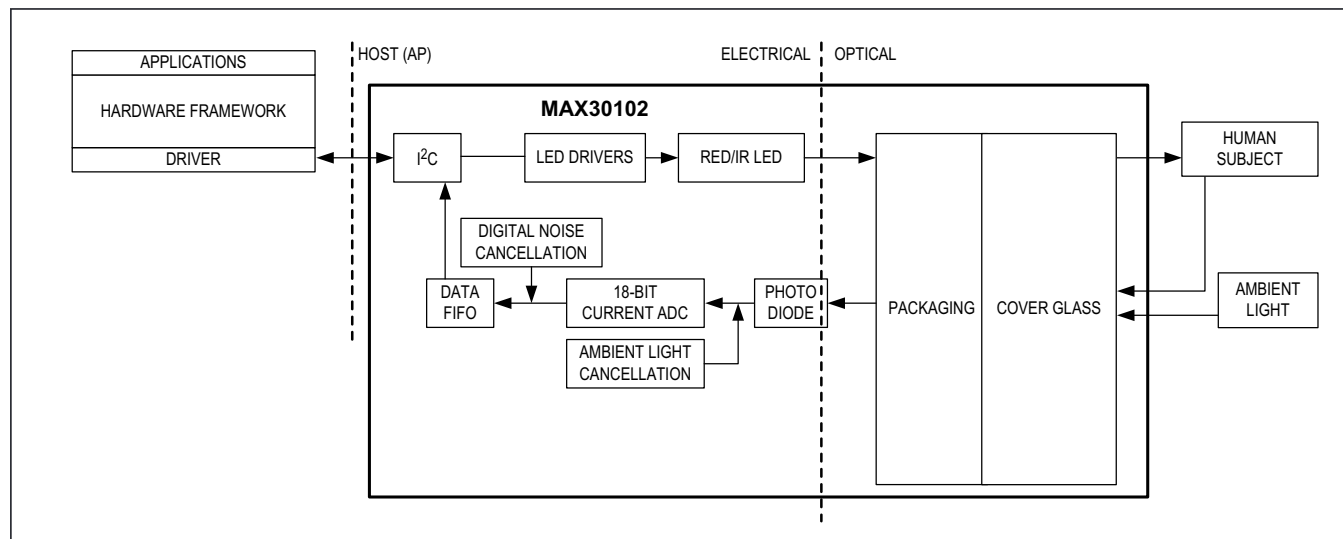 HOST (AP)
ELECTRICAL
OPTICAL
APPLICATIONS
HARDWARE FRAMEWORK
DRIVER
MAX30102
I²C
LED DRIVERS
RED/IR LED
HUMAN
SUBJECT
DIGITAL NOISE
CANCELLATION
DATA
FIFO
18-BIT
CURRENT ADC
PHOTO
DIODE
PACKAGING
COVER GLASS
AMBIENT
LIGHT
AMBIENT LIGHT
CANCELLATION